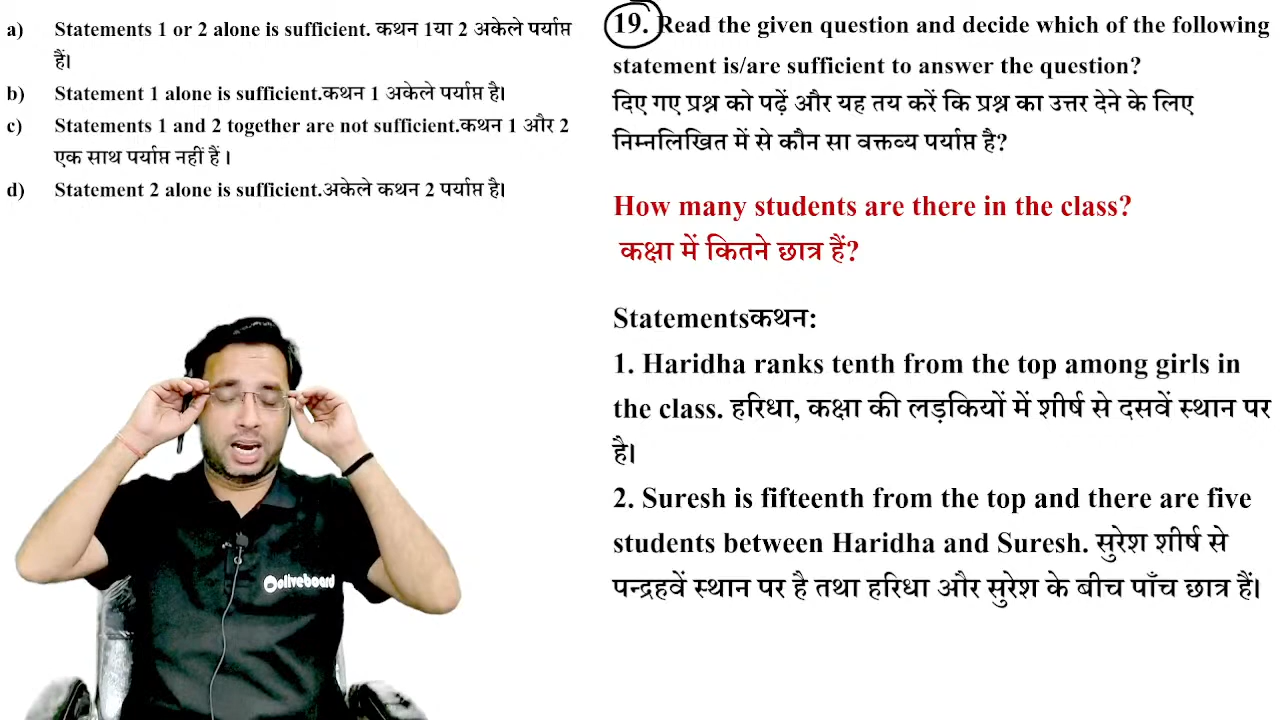 a) Statements 1 or 2 alone is sufficient. कथन 1या 2 अकेले पर्याप्त
हैं।
b) Statement 1 alone is sufficient.कथन 1 अकेले पर्याप्त है।
c) Statements 1 and 2 together are not sufficient.कथन 1 और 2
एक साथ पर्याप्त नहीं हैं ।
d) Statement 2 alone is sufficient.अकेले कथन 2 पर्याप्त है।
19. Read the given question and decide which of the following
statement is/are sufficient to answer the question?
दिए गए प्रश्न को पढ़ें और यह तय करें कि प्रश्न का उत्तर देने के लिए
निम्नलिखित में से कौन सा वक्तव्य पर्याप्त है?
How many students are there in the class?
कक्षा में कितने छात्र हैं?
Statementsकथन:
1. Haridha ranks tenth from the top among girls in
the class. हरिधा, कक्षा की लड़कियों में शीर्ष से दसवें स्थान पर
है।
2. Suresh is fifteenth from the top and there are five
students between Haridha and Suresh. सुरेश शीर्ष से
पन्द्रहवें स्थान पर है तथा हरिधा और सुरेश के बीच पाँच छात्र हैं।
oliveboard